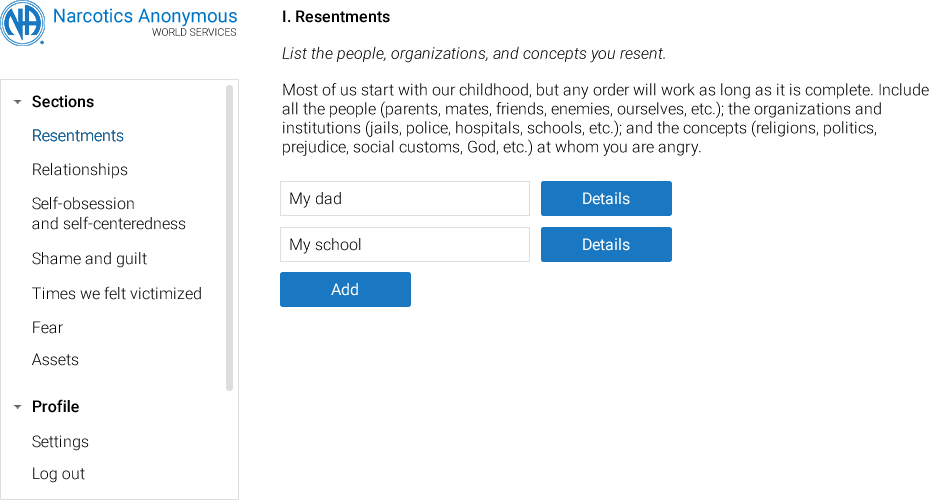 NA
Narcotics Anonymous
WORLD SERVICES
Sections
Resentments
Relationships
Self-obsession
and self-centeredness
Shame and guilt
Times we felt victimized
Fear
Assets
Profile
Settings
Log out
I. Resentments
List the people, organizations, and concepts you resent.
Most of us start with our childhood, but any order will work as long as it is complete. Include
all the people (parents, mates, friends, enemies, ourselves, etc.); the organizations and
institutions (jails, police, hospitals, schools, etc.); and the concepts (religions, politics,
prejudice, social customs, God, etc.) at whom you are angry.
My dad
Details
My school
Details
Add